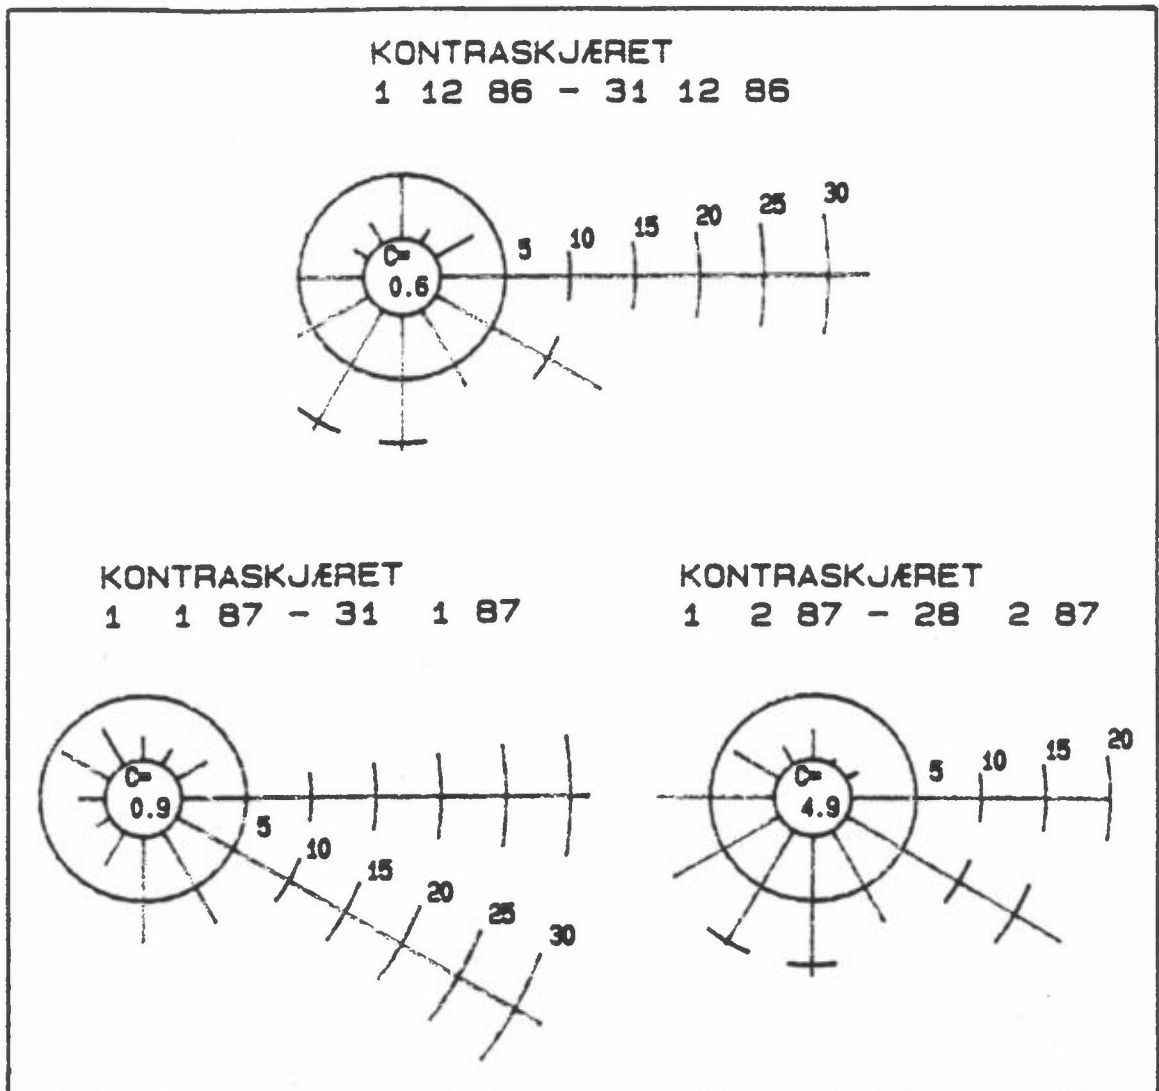 KONTRASKJÆRET
1 12 86 - 31 12 86
5 10 15 20 25 30
C=
0.6
KONTRASKJÆRET
1 1 87 - 31 1 87
C=
0.9
5
10
15
20
25
30
KONTRASKJÆRET
1 2 87 - 28 2 87
5 10 15 20
C=
4.9